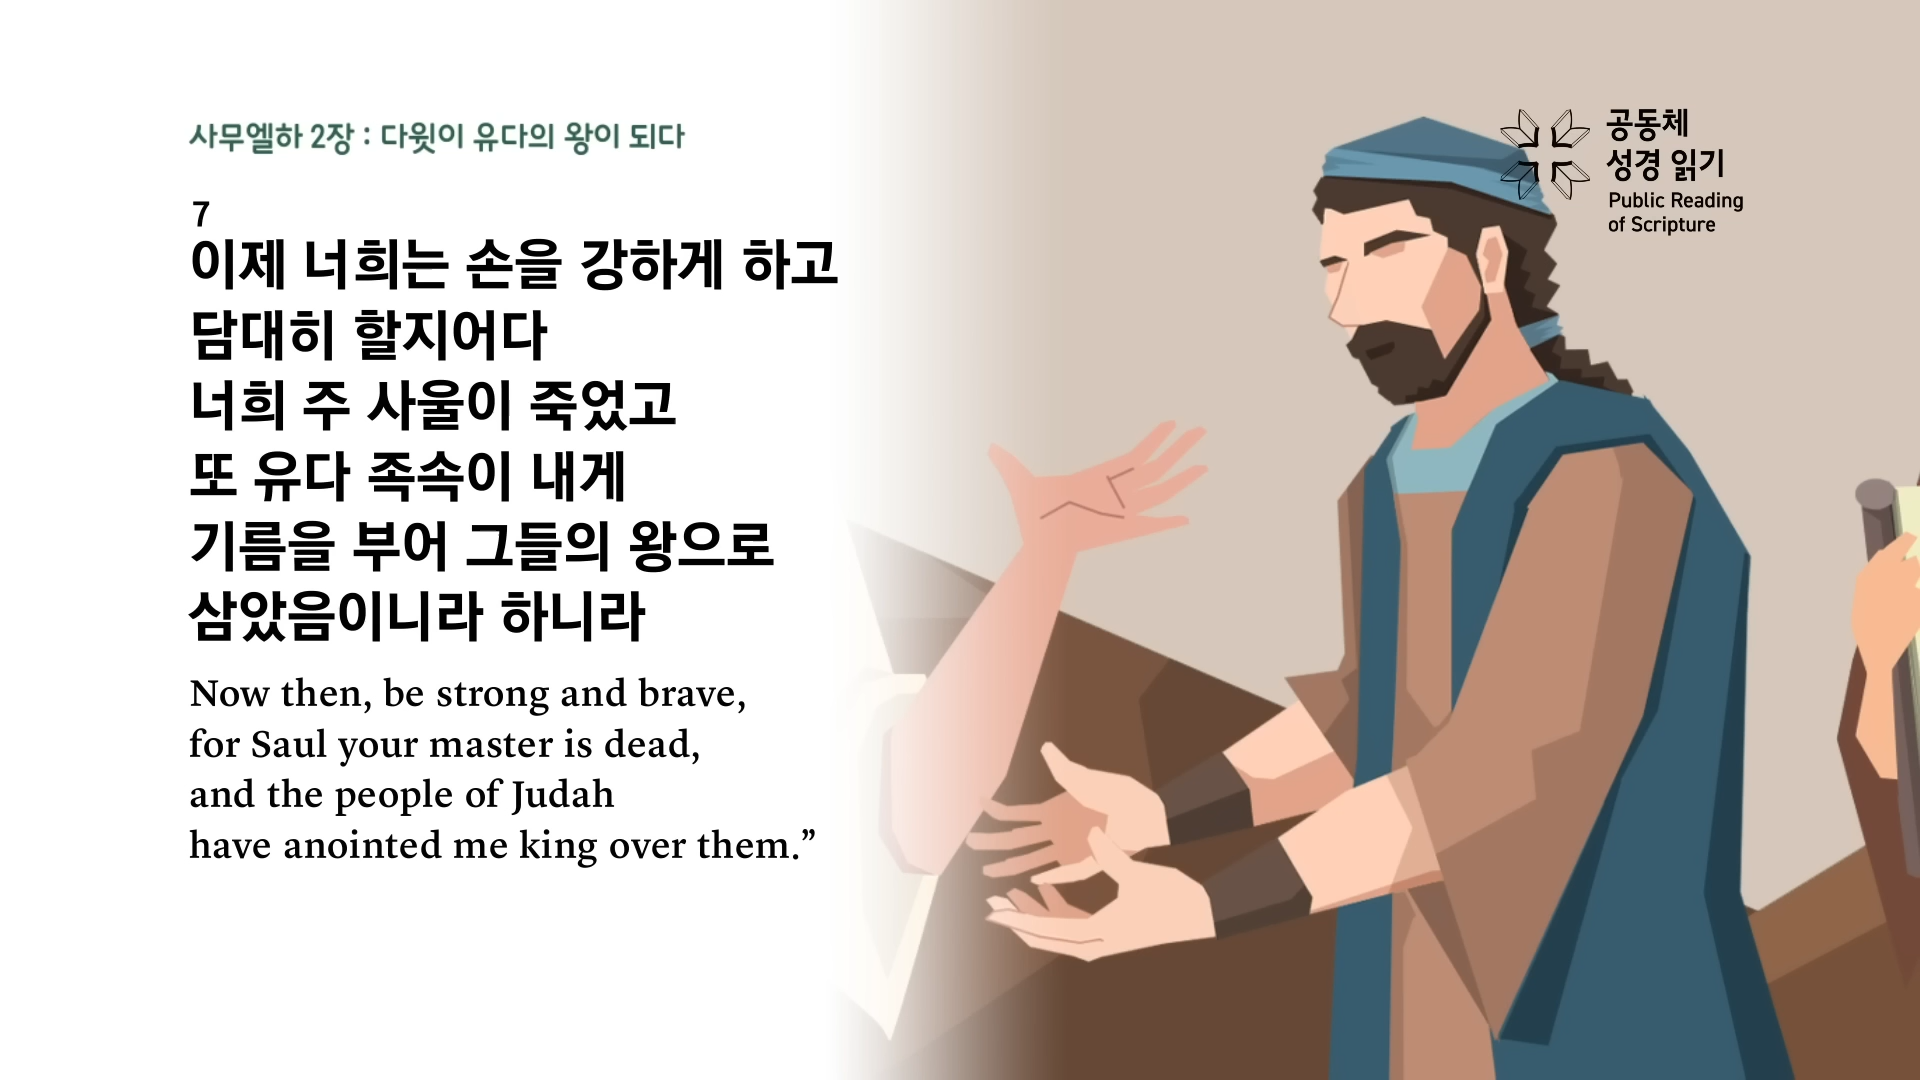 사무엘하 2장 : 다윗이 유다의 왕이 되다
7
이제 너희는 손을 강하게 하고
담대히 할지어다
너희 주 사울이 죽었고
또 유다 족속이 내게
기름을 부어 그들의 왕으로
삼았음이니라 하니라
Now then, be strong and brave,
for Saul your master is dead,
and the people of Judah
have anointed me king over them.”
공동체
성경 읽기
Public Reading
of Scripture